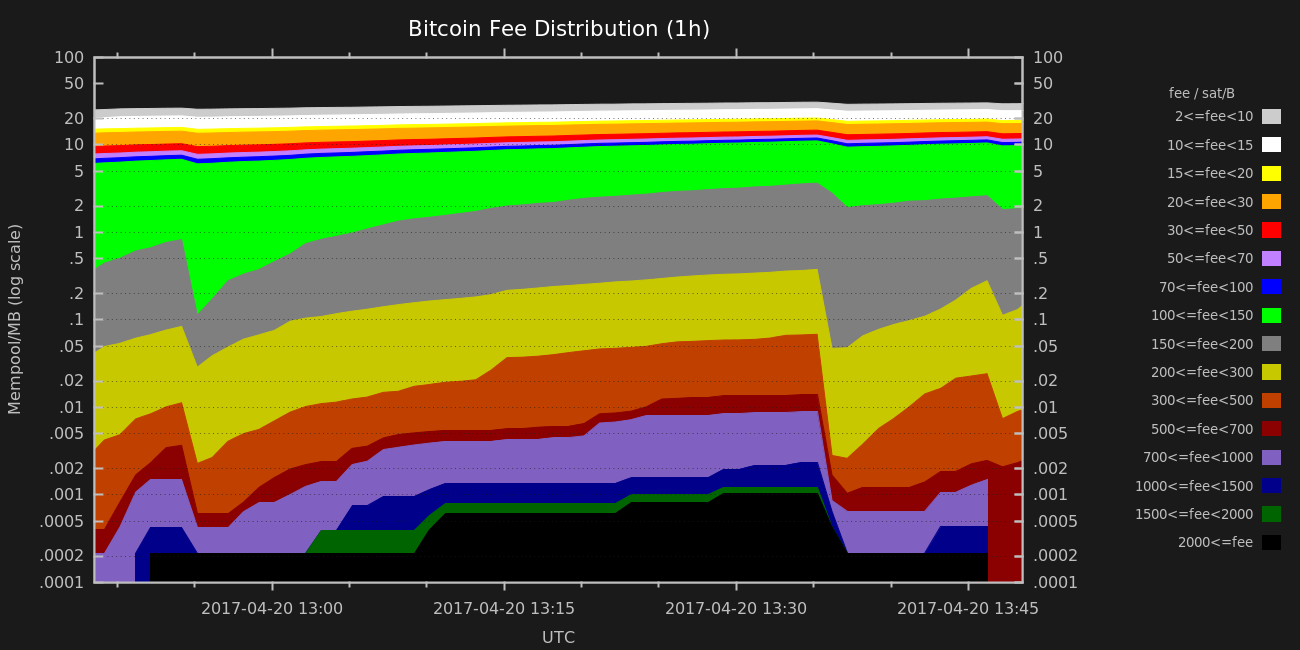 Bitcoin Fee Distribution (1h)
100 100
50 50
20 20
10 10
5 5
2 2
1 1
.5 .5
.2 .2
.1 .1
.05 .05
.02 .02
.01 .01
.005 .005
.002 .002
.001 .001
.0005 .0005
.0002 .0002
.0001 .0001
Mempool/MB (log scale)
2017-04-20 13:00 2017-04-20 13:15 2017-04-20 13:30 2017-04-20 13:45
UTC
fee / sat/B
2<=fee<10
10<=fee<15
15<=fee<20
20<=fee<30
30<=fee<50
50<=fee<70
70<=fee<100
100<=fee<150
150<=fee<200
200<=fee<300
300<=fee<500
500<=fee<700
700<=fee<1000
1000<=fee<1500
1500<=fee<2000
2000<=fee